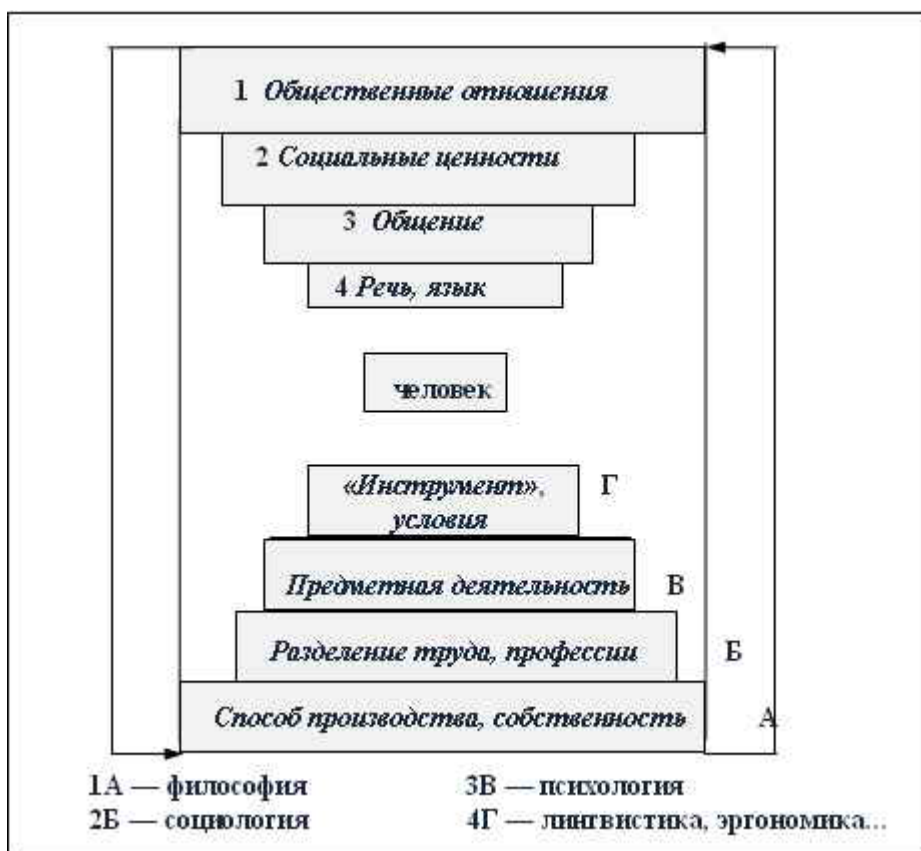 1 Общественные отношения
2 Социальные ценности
3 Общение
4 Речь, язык
человек
«Инструмент», Г
условия
Предметная деятельность В
Разделение труда, профессии Б
Способ производства, собственность А
1А — философия 3В — психология
2Б — социология 4Г — лингвистика, эргономика...